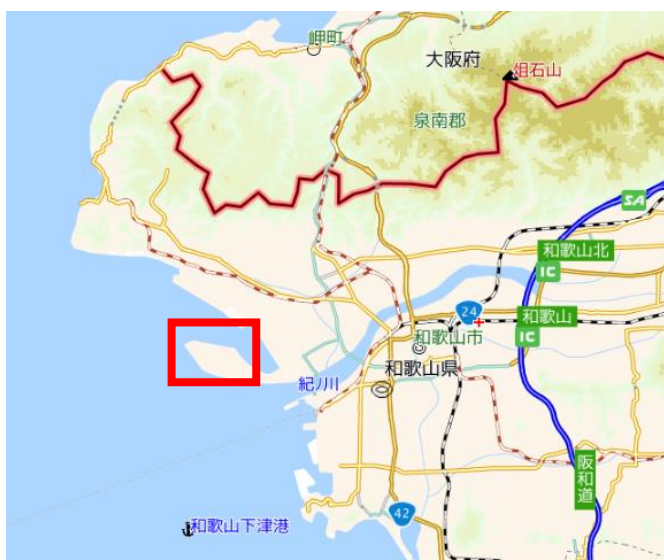 岬町
大阪府
俎石山
泉南郡
SA
和歌山北
IC
24
和歌山
和歌山市
IC
和歌山県
紀ノ川
阪和道
42
和歌山下津港